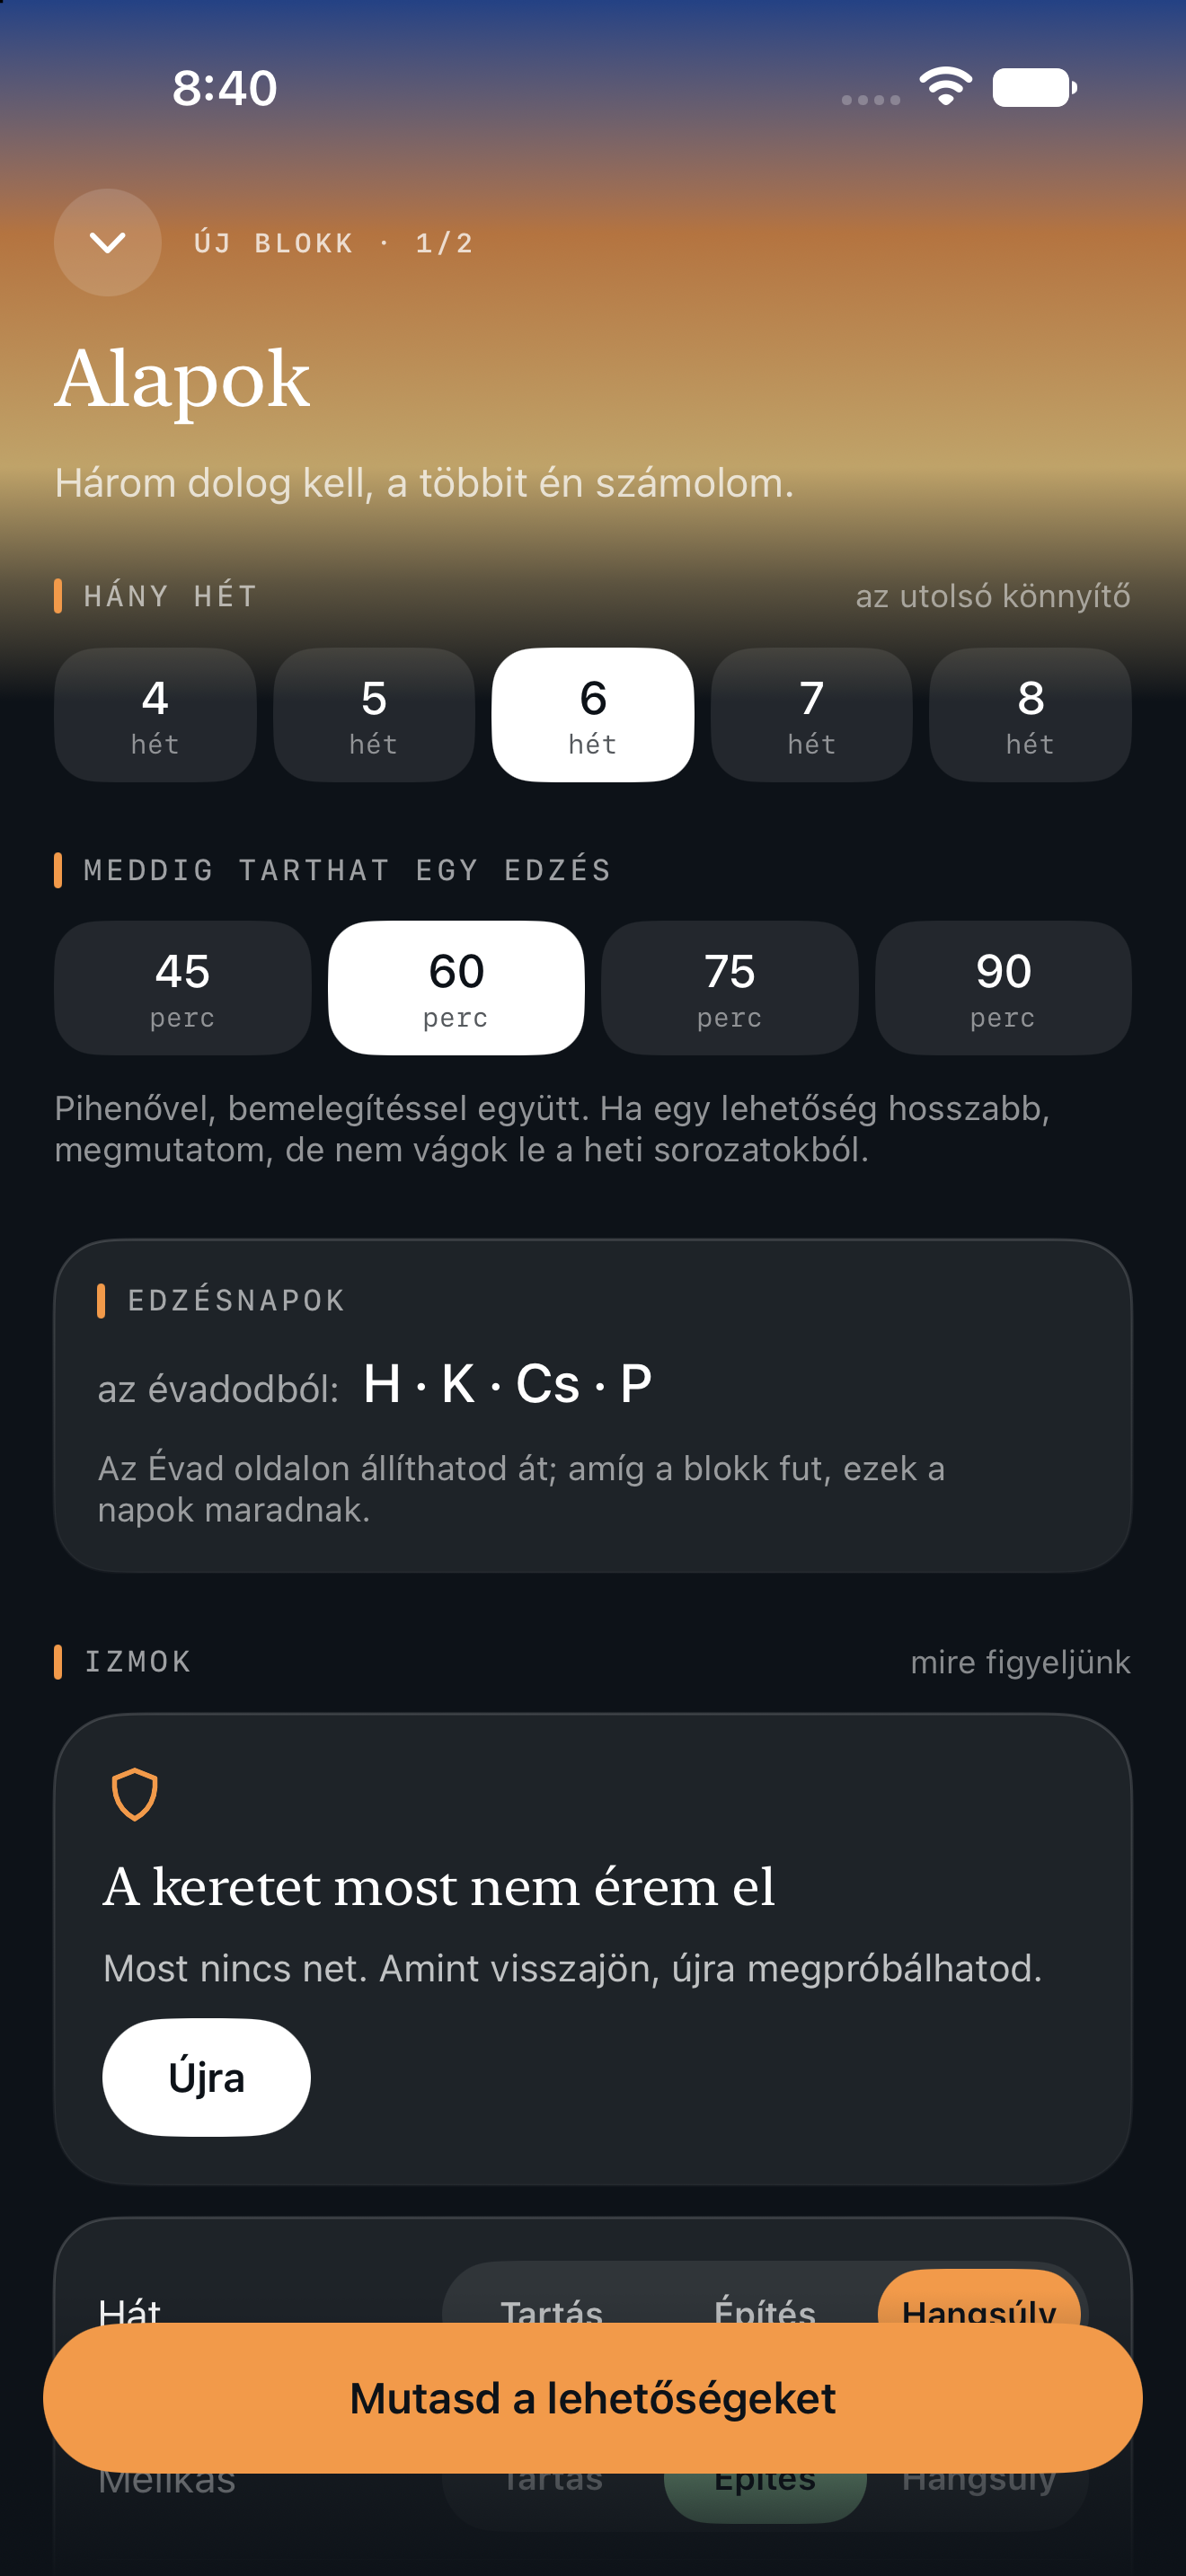 8:40
ÚJ BLOKK · 1/2
Alapok
Három dolog kell, a többit én számolom.
HÁNY HÉT
az utolsó könnyítő
4 5 6 7 8
hét hét hét hét hét
MEDDIG TARTHAT EGY EDZÉS
45 60 75 90
perc perc perc perc
Pihenővel, bemelegítéssel együtt. Ha egy lehetőség hosszabb,
megmutatom, de nem vágok le a heti sorozatokból.
EDZÉSNAPOK
az évadodból: H · K · Cs · P
Az Évad oldalon állíthatod át; amíg a blokk fut, ezek a
napok maradnak.
IZMOK
mire figyeljünk
A keretet most nem érem el
Most nincs net. Amint visszajön, újra megpróbálhatod.
Újra
Hát Tartás Építés Hangsúly
Mutasd a lehetőségeket
Mellkas Tartás Építés Hangsúly